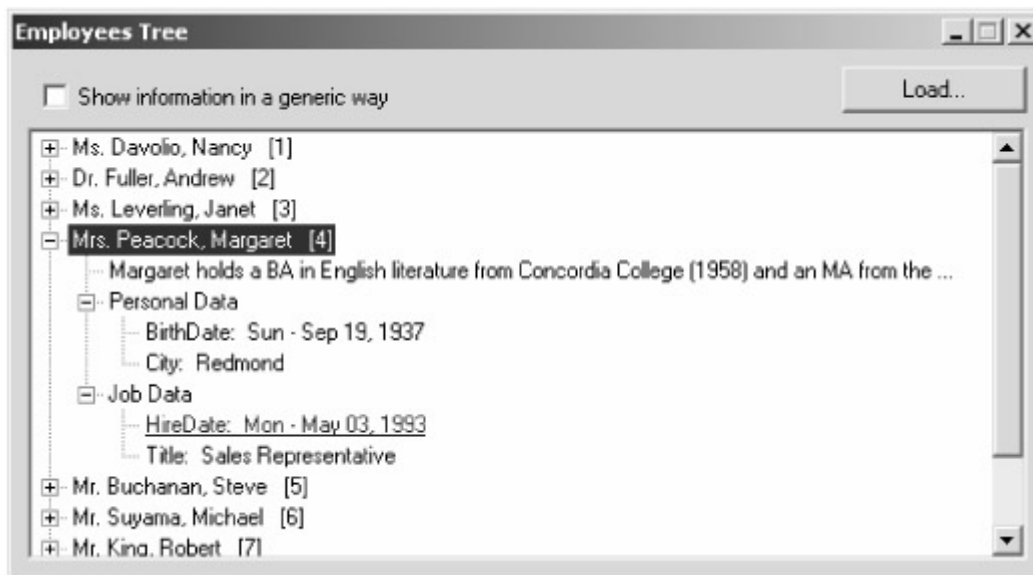 Employees Tree
Show information in a generic way
Load...
Ms. Davolio, Nancy [1]
Dr. Fuller, Andrew [2]
Ms. Leverling, Janet [3]
Mrs. Peacock, Margaret [4]
Margaret holds a BA in English literature from Concordia College (1958) and an MA from the ...
Personal Data
BirthDate: Sun - Sep 19, 1937
City: Redmond
Job Data
HireDate: Mon - May 03, 1993
Title: Sales Representative
Mr. Buchanan, Steve [5]
Mr. Suyama, Michael [6]
Mr. King, Robert [7]